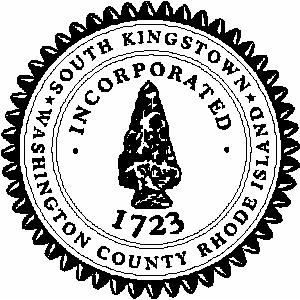 ★ SOUTH KINGSTOWN ★
WASHINGTON COUNTY RHODE ISLAND
· INCORPORATED ·
1723